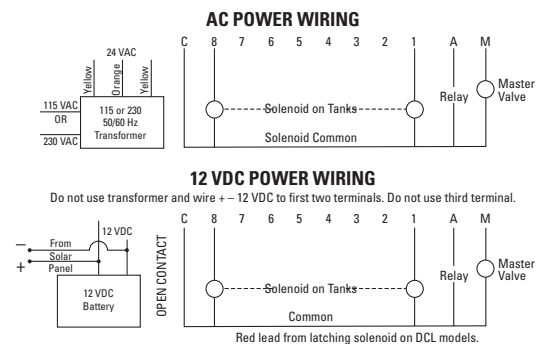 AC POWER WIRING
24 VAC
Yellow
Orange
Yellow
115 VAC
OR
230 VAC
115 or 230
50/60 Hz
Transformer
C 8 7 6 5 4 3 2 1 A M
Solenoid on Tanks
Relay
Master
Valve
Solenoid Common
12 VDC POWER WIRING
Do not use transformer and wire + – 12 VDC to first two terminals. Do not use third terminal.
12 VDC
–
+
From
Solar
Panel
12 VDC
Battery
OPEN CONTACT
C 8 7 6 5 4 3 2 1 A M
Solenoid on Tanks
Relay
Master
Valve
Common
Red lead from latching solenoid on DCL models.